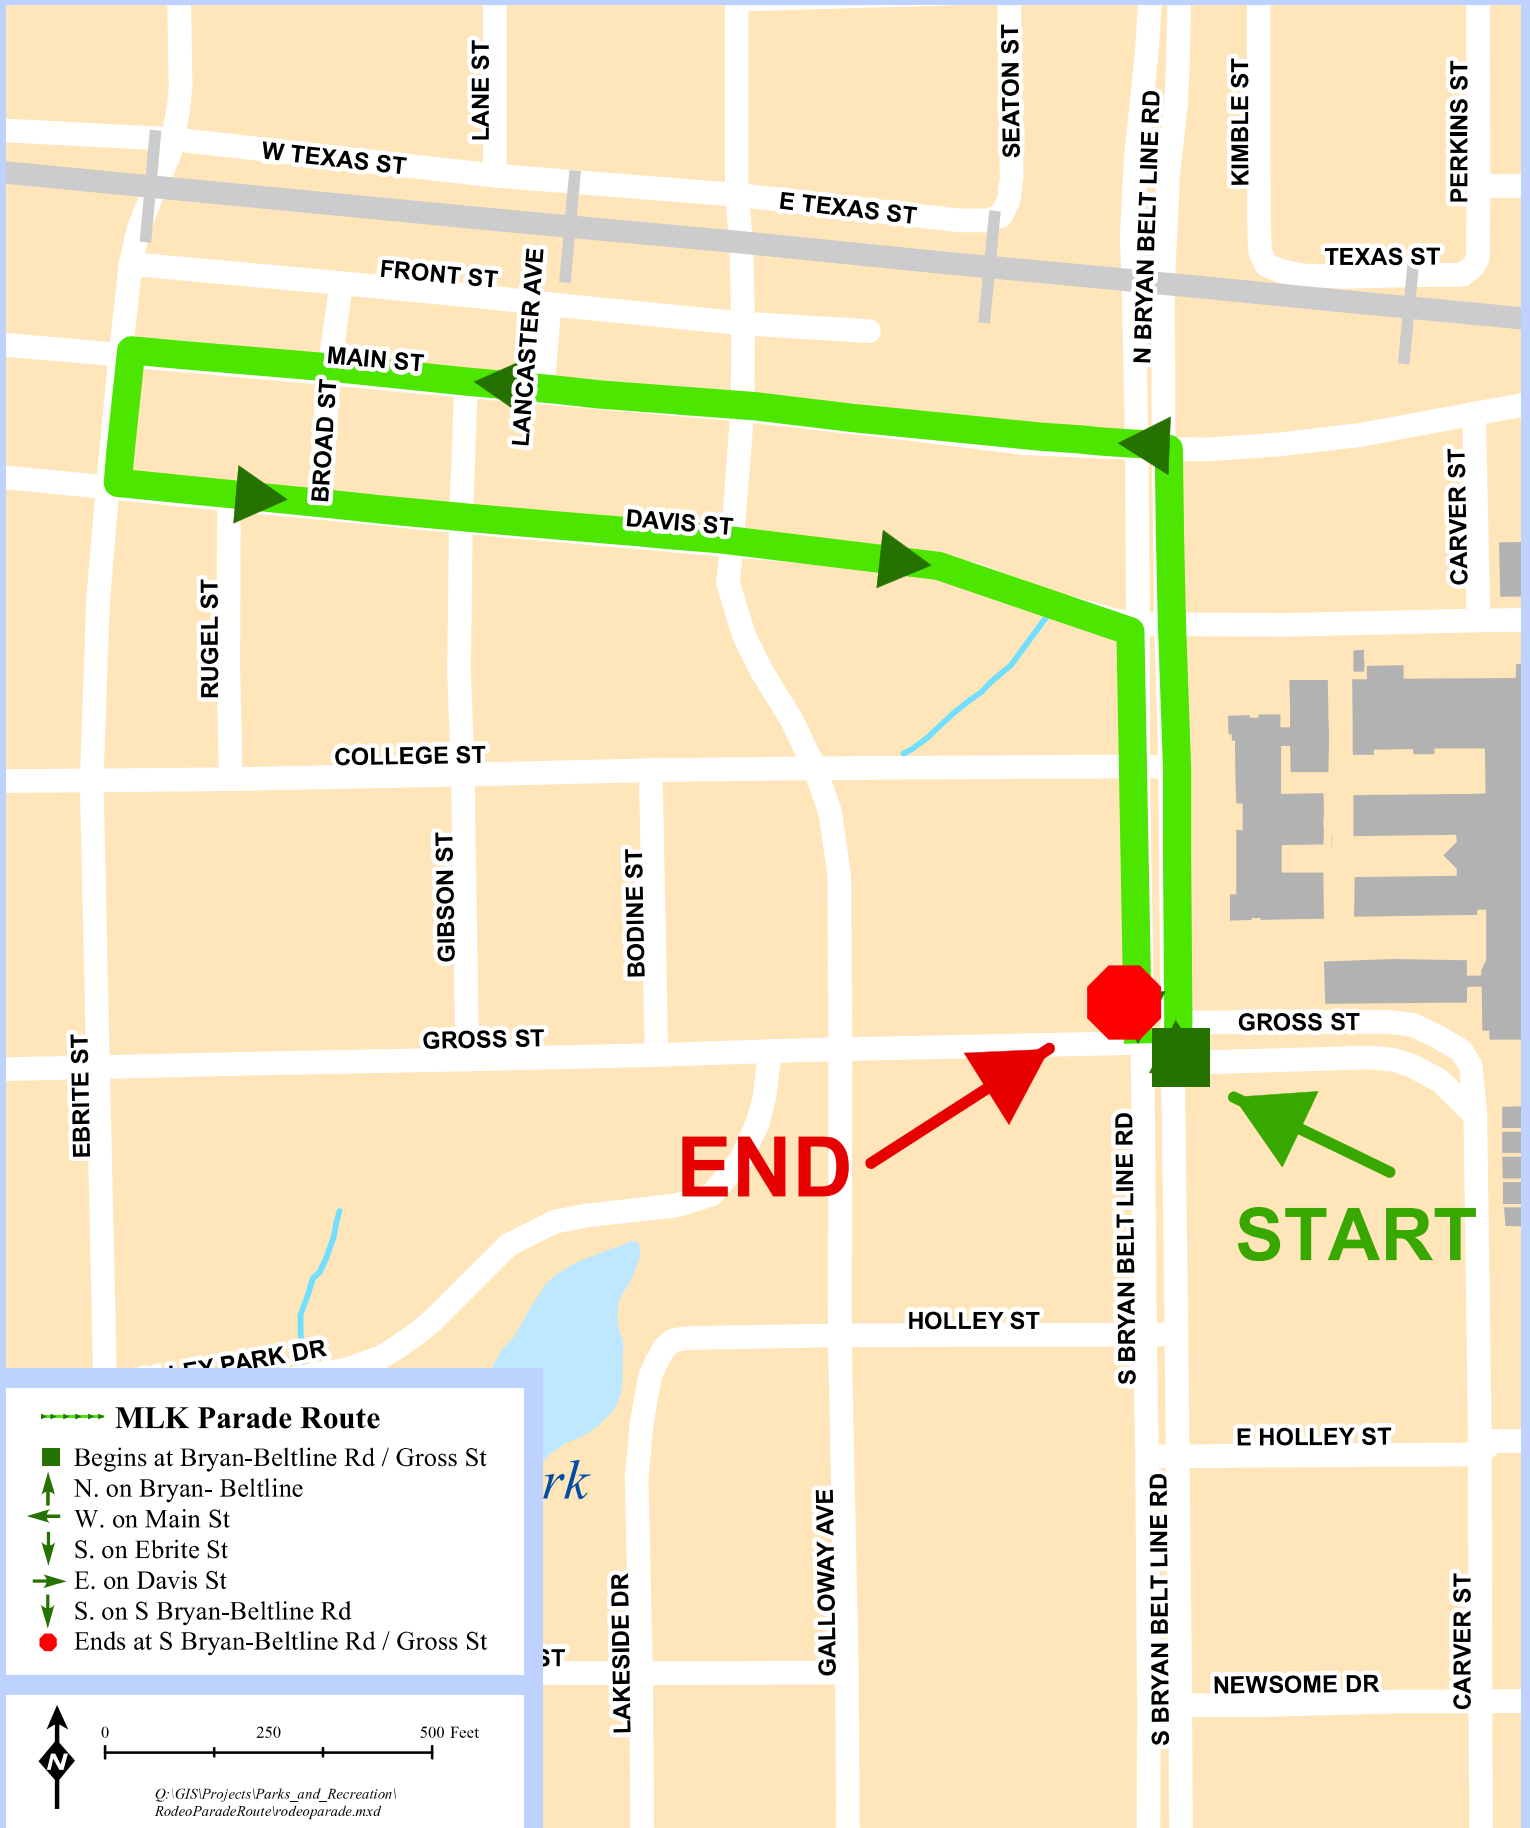 LANE ST
SEATON ST
N BRYAN BELT LINE RD
KIMBLE ST
PERKINS ST
W TEXAS ST
E TEXAS ST
TEXAS ST
FRONT ST
LANCASTER AVE
MAIN ST
BROAD ST
DAVIS ST
CARVER ST
RUGEL ST
COLLEGE ST
GIBSON ST
BODINE ST
GROSS ST
GROSS ST
EBRITE ST
END
START
S BRYAN BELT LINE RD
HOLLEY ST
LEY PARK DR
E HOLLEY ST
rk
GALLOWAY AVE
LAKESIDE DR
S BRYAN BELT LINE RD
CARVER ST
ST
NEWSOME DR
MLK Parade Route
Begins at Bryan-Beltline Rd / Gross St
N. on Bryan- Beltline
W. on Main St
S. on Ebrite St
E. on Davis St
S. on S Bryan-Beltline Rd
Ends at S Bryan-Beltline Rd / Gross St
0 250 500 Feet
N
Q:\GIS\Projects\Parks_and_Recreation\
RodeoParadeRoute\rodeoparade.mxd